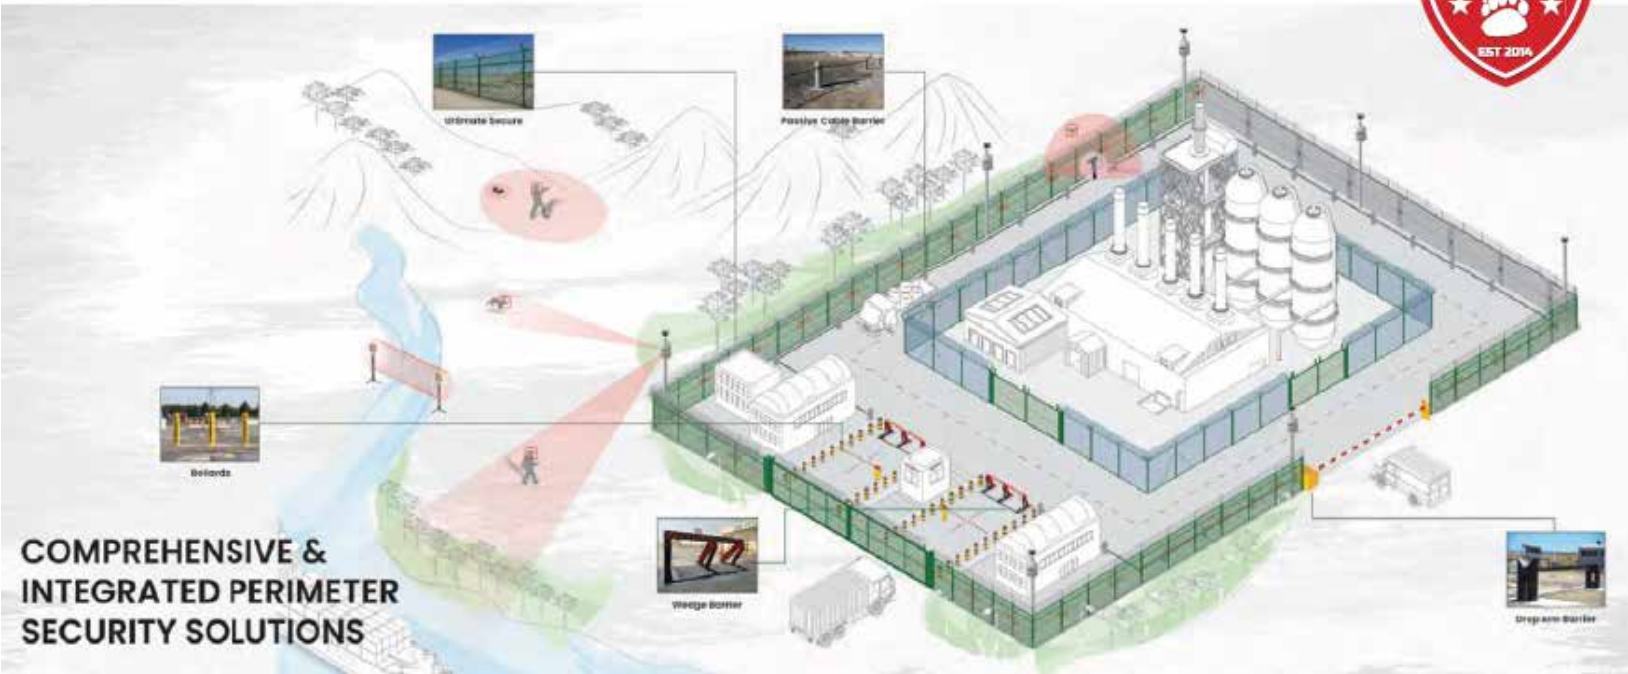 EST 2014
Ultimate Secure
Passive Cable Barrier
Bollards
Wedge Barrier
Drop Arm Barrier
COMPREHENSIVE &
INTEGRATED PERIMETER
SECURITY SOLUTIONS